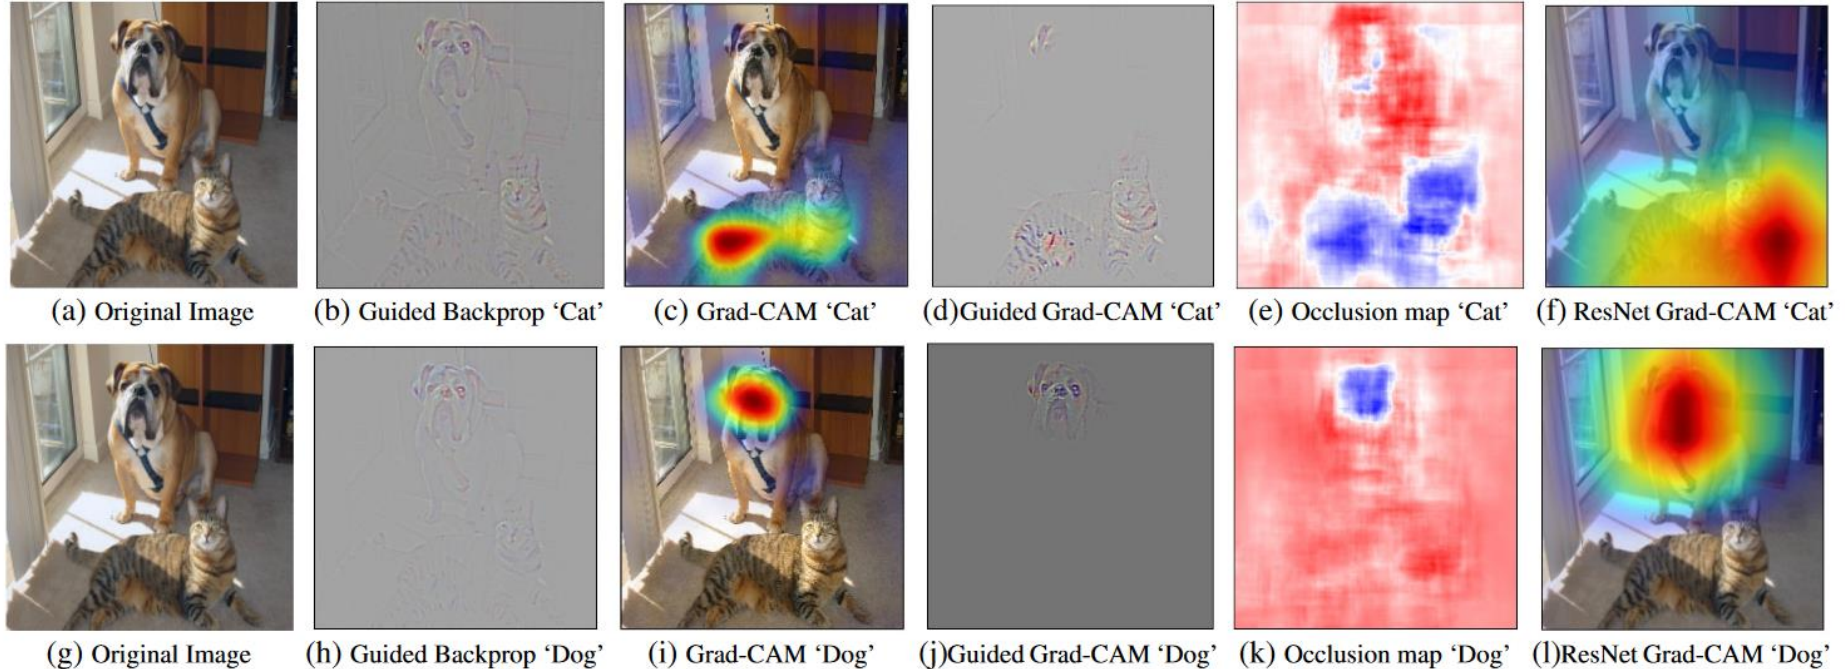 (a) Original Image
(b) Guided Backprop ‘Cat’
(c) Grad-CAM ‘Cat’
(d)Guided Grad-CAM ‘Cat’
(e) Occlusion map ‘Cat’
(f) ResNet Grad-CAM ‘Cat’
(g) Original Image
(h) Guided Backprop ‘Dog’
(i) Grad-CAM ‘Dog’
(j)Guided Grad-CAM ‘Dog’
(k) Occlusion map ‘Dog’
(l)ResNet Grad-CAM ‘Dog’